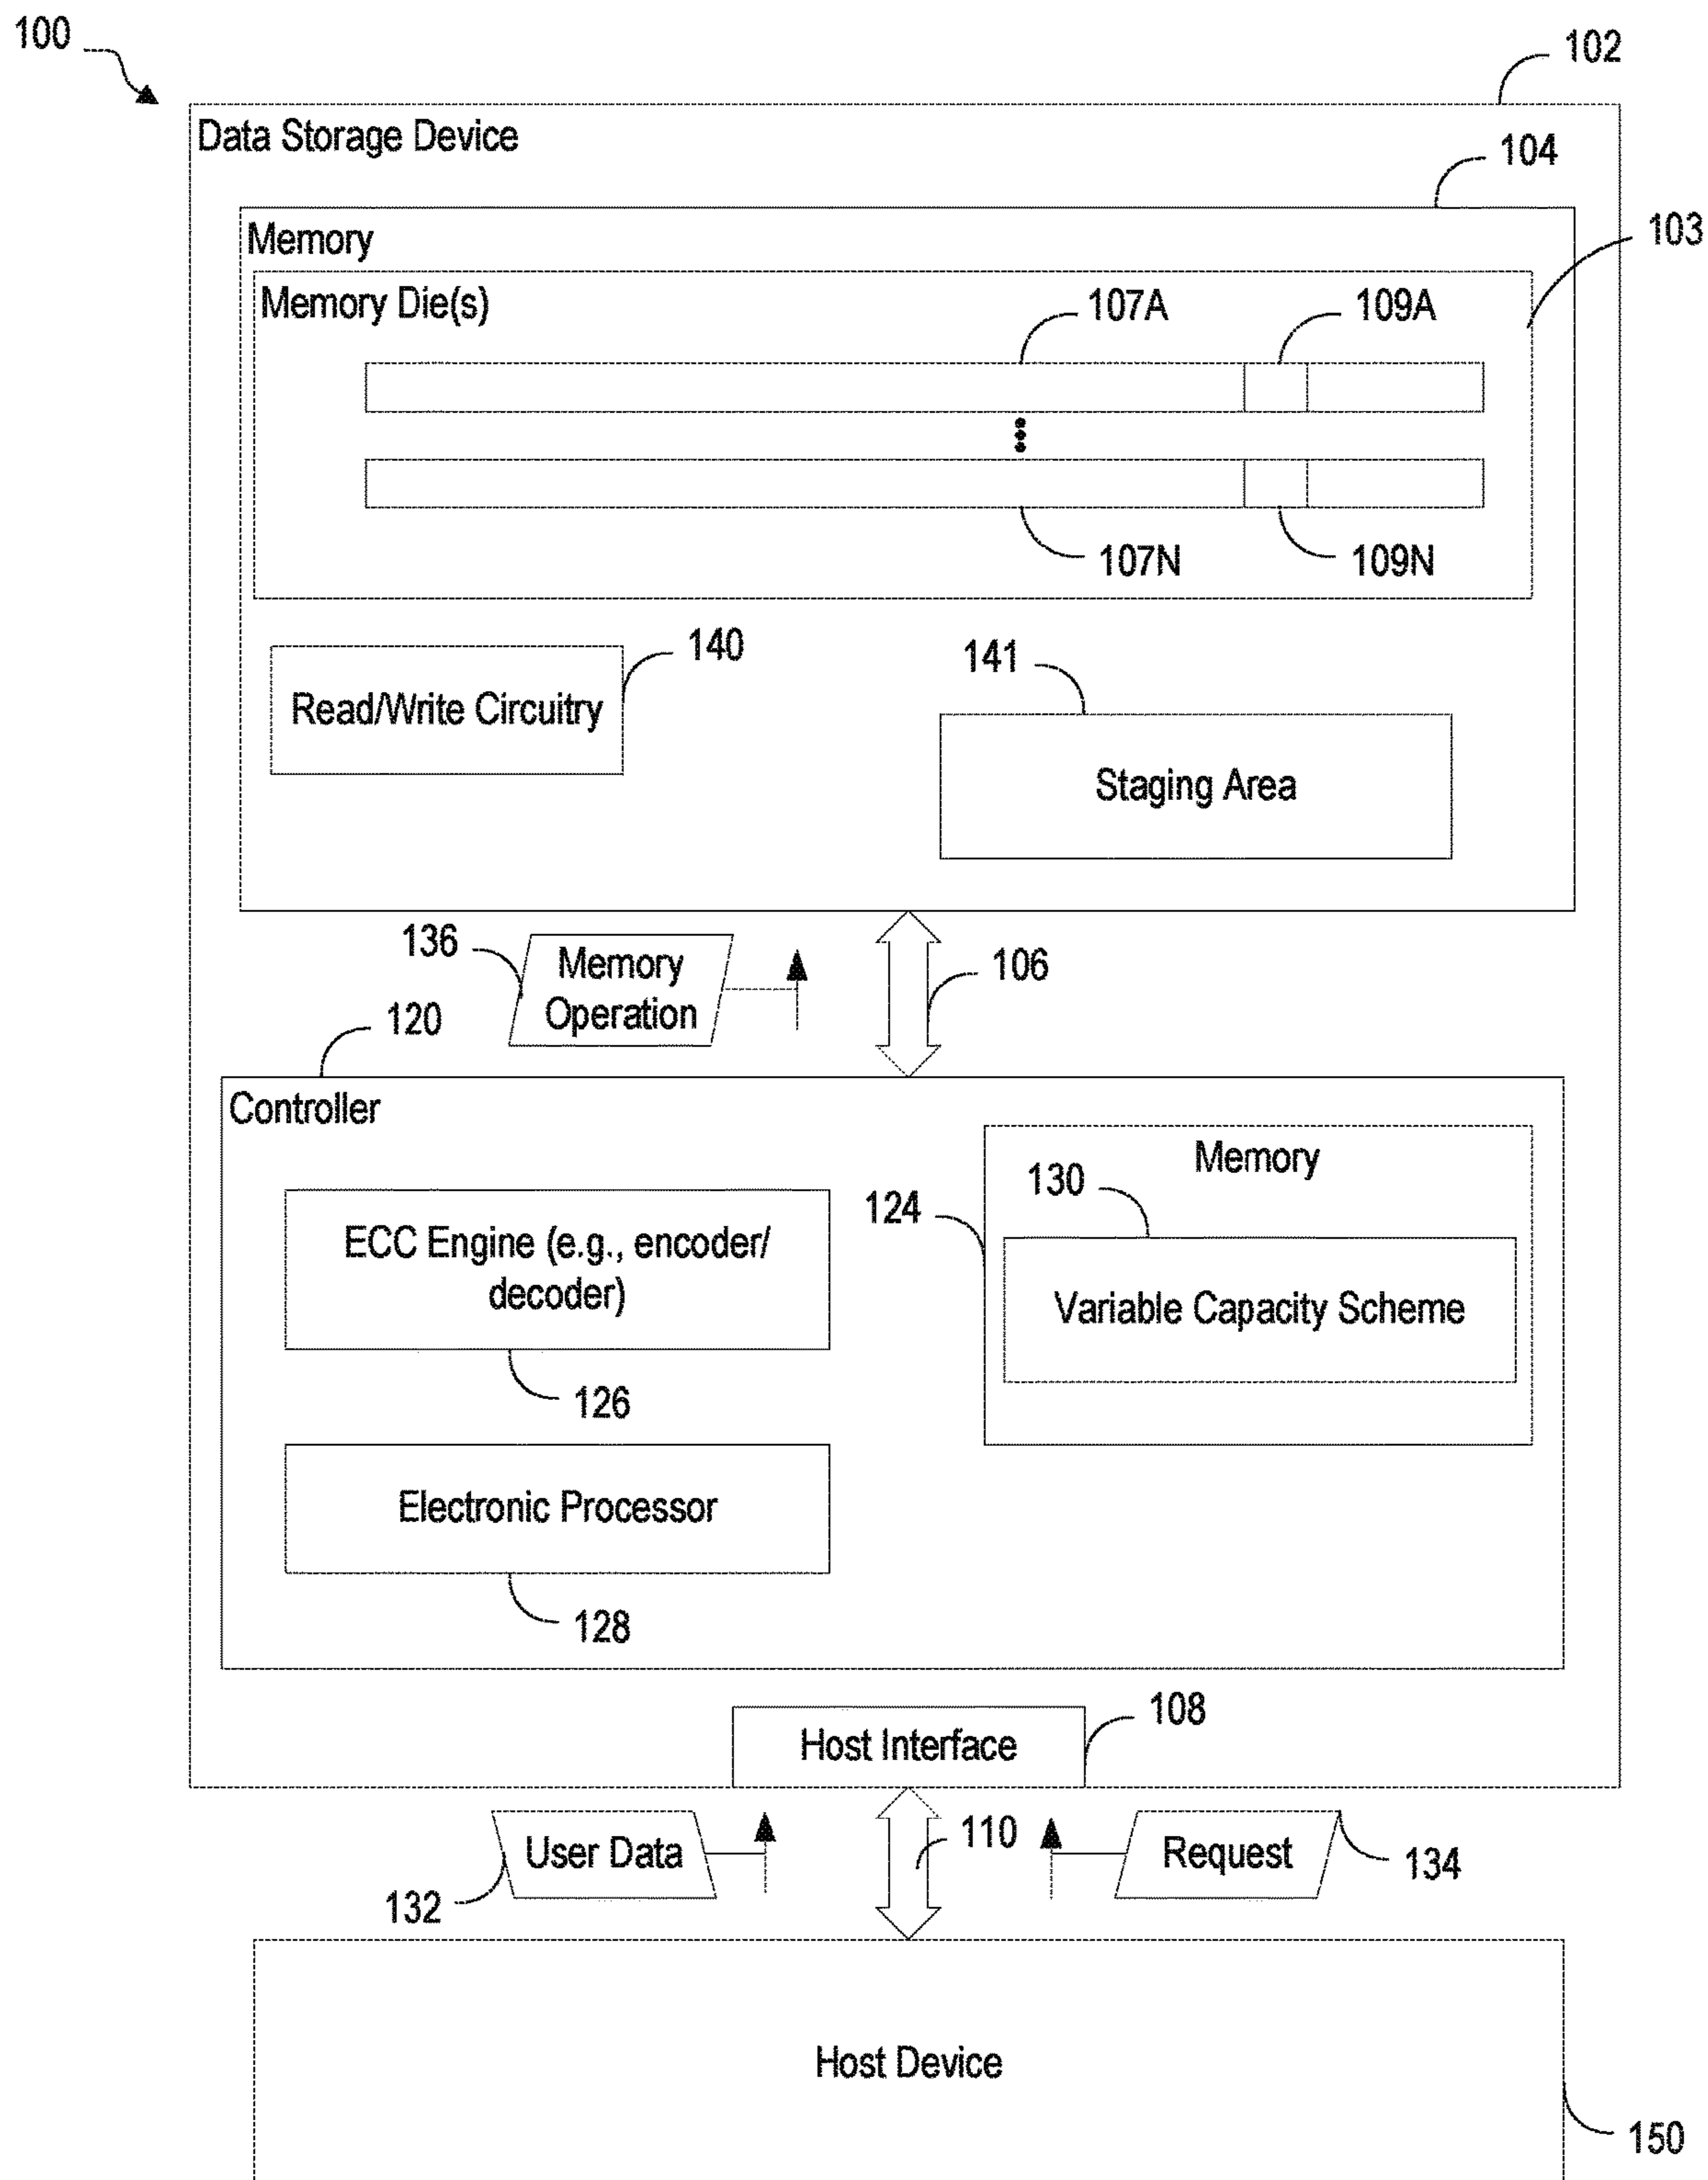 100
102
Data Storage Device
104
Memory
103
Memory Die(s)
107A
109A
107N
109N
140
141
Read/Write Circuitry
Staging Area
136
Memory
Operation
106
120
Controller
Memory
130
124
ECC Engine (e.g., encoder/
decoder)
Variable Capacity Scheme
126
Electronic Processor
128
108
Host Interface
User Data
110
Request
134
132
Host Device
150